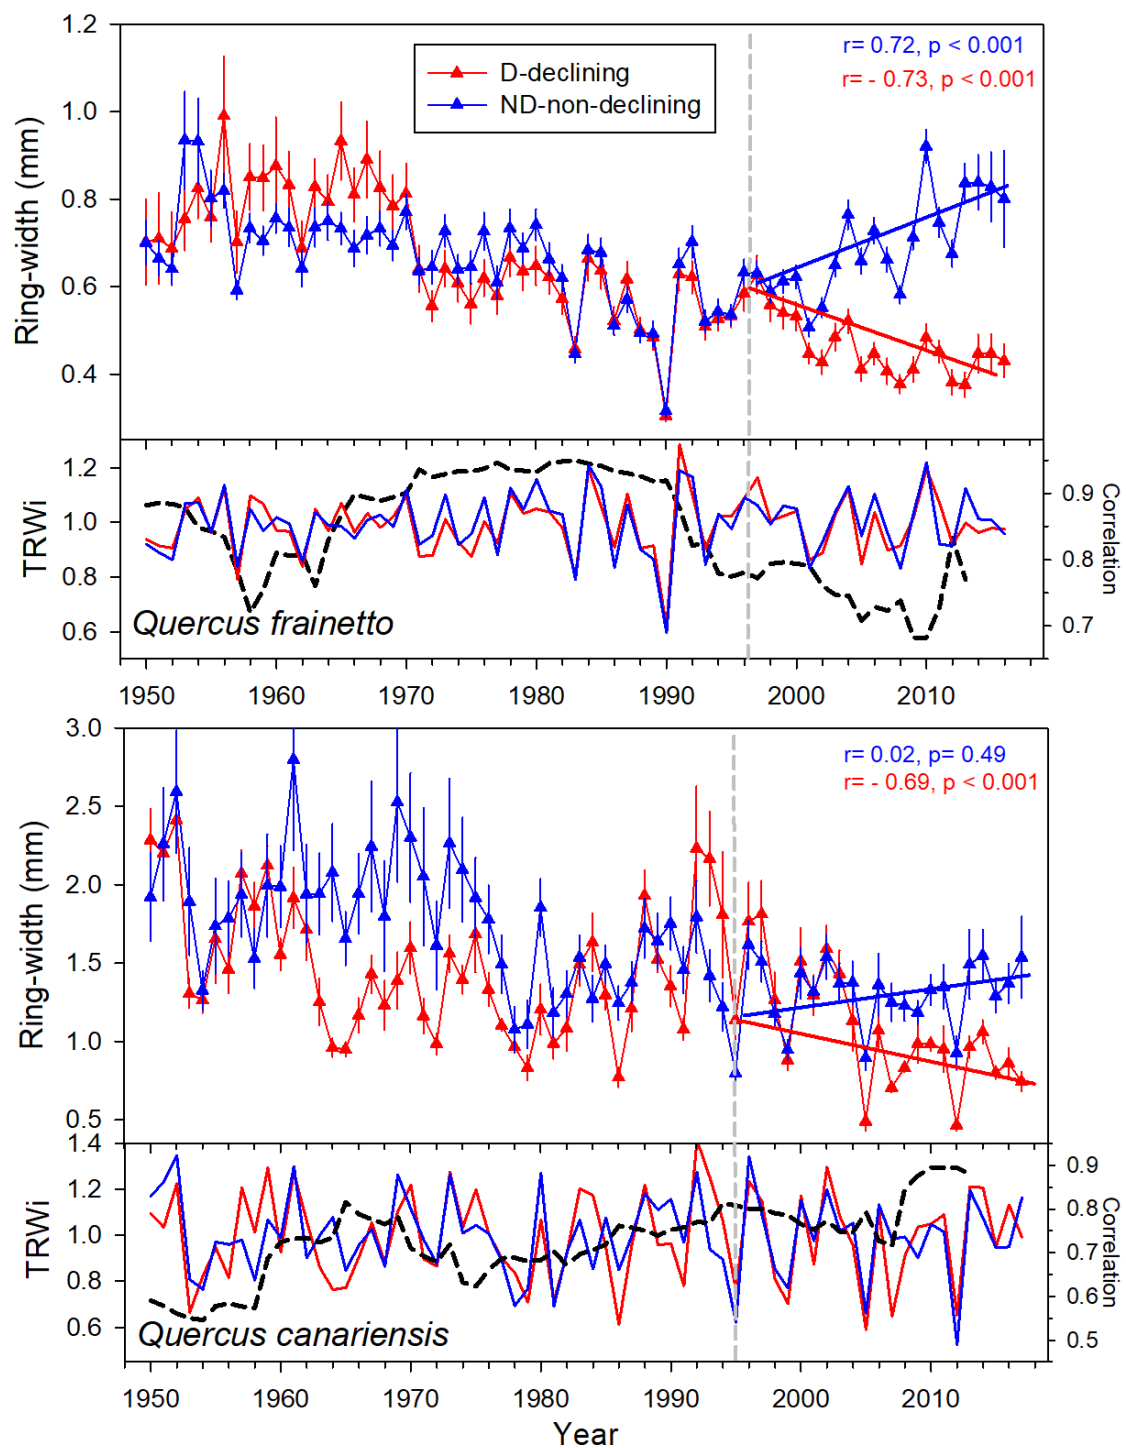 1.2
1.0
0.8
0.6
0.4
Ring-width (mm)
D-declining
ND-non-declining
r= 0.72, p < 0.001
r= - 0.73, p < 0.001
1.2
1.0
0.8
0.6
TRWi
0.9
0.8
0.7
Correlation
Quercus frainetto
1950 1960 1970 1980 1990 2000 2010
3.0
2.5
2.0
1.5
1.0
0.5
Ring-width (mm)
r= 0.02, p= 0.49
r= - 0.69, p < 0.001
1.4
1.2
1.0
0.8
0.6
TRWi
0.9
0.8
0.7
0.6
0.5
Correlation
Quercus canariensis
1950 1960 1970 1980 1990 2000 2010
Year